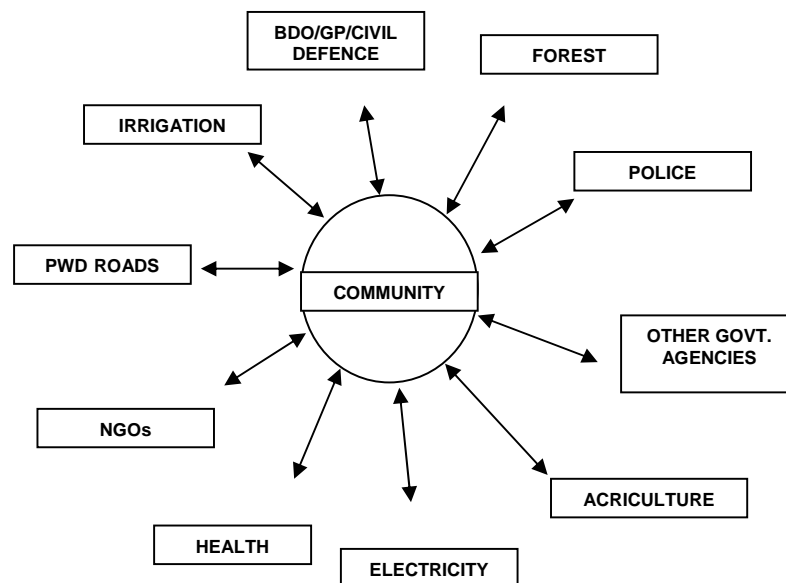 BDO/GP/CIVIL
DEFENCE
FOREST
IRRIGATION
POLICE
PWD ROADS
COMMUNITY
OTHER GOVT.
AGENCIES
NGOs
ACRICULTURE
HEALTH
ELECTRICITY